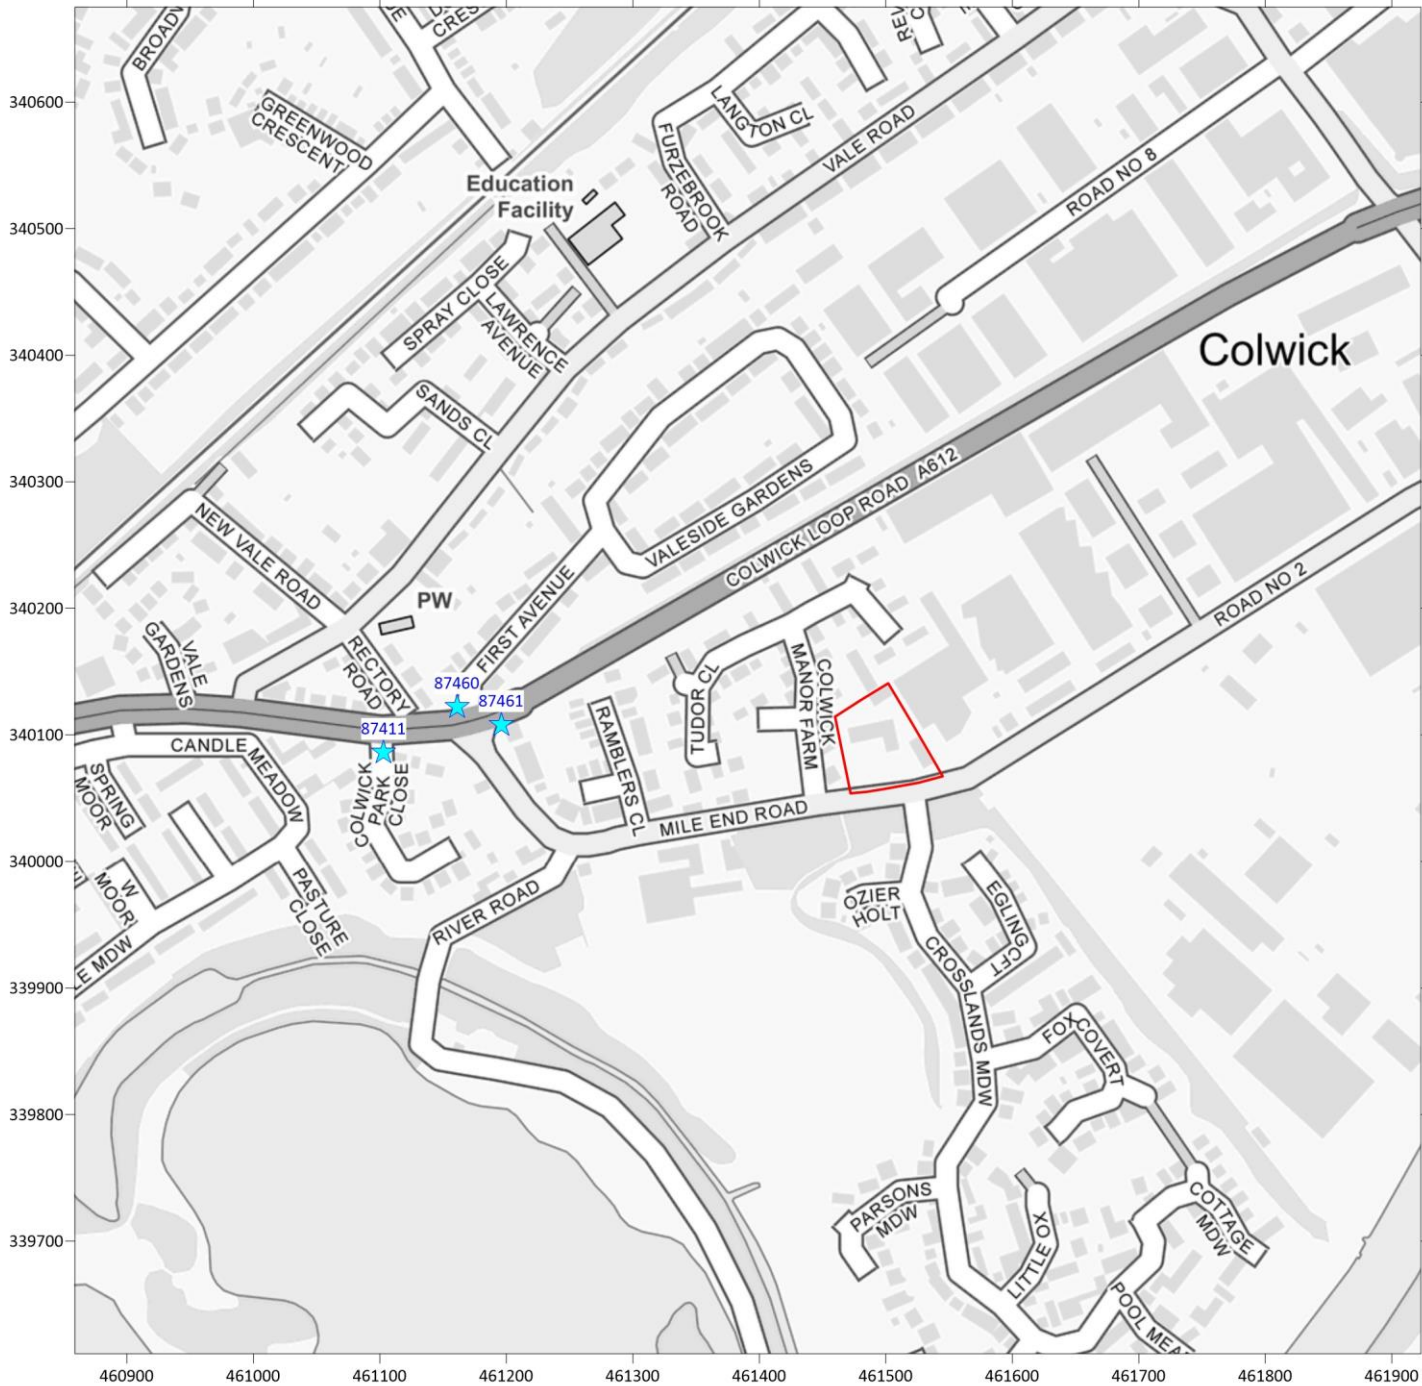 BROADV
CRES
LANGTON CL
GREENWOOD
CRESCENT
FURZEBROOK
ROAD
VALE ROAD
ROAD NO 8
340600
Education
Facility
340500
SPRAY CLOSE
LAWRENCE
AVENUE
340400
Colwick
SANDS CL
VALESIDE GARDENS
COLWICK LOOP ROAD A612
340300
NEW VALE ROAD
FIRST AVENUE
ROAD NO 2
PW
340200
VALE
GARDENS
RECTORY
ROAD
87460
87461
87411
TUDOR CL
COLWICK
MANOR FARM
RAMBLERS CL
340100
CANDLE
MEADOW
SPRING
MOOR
COLWICK
PARK
CLOSE
MILE END ROAD
340000
W
MOOR
PASTURE
CLOSE
RIVER ROAD
OZIER
HOLT
EGLING
CFT
E MDW
339900
CROSSLANDS MDW
FOX COVERT
339800
PARSONS
MDW
COTTAGE
MDW
339700
LITTLE OX
POOL MEA
460900
461000
461100
461200
461300
461400
461500
461600
461700
461800
461900